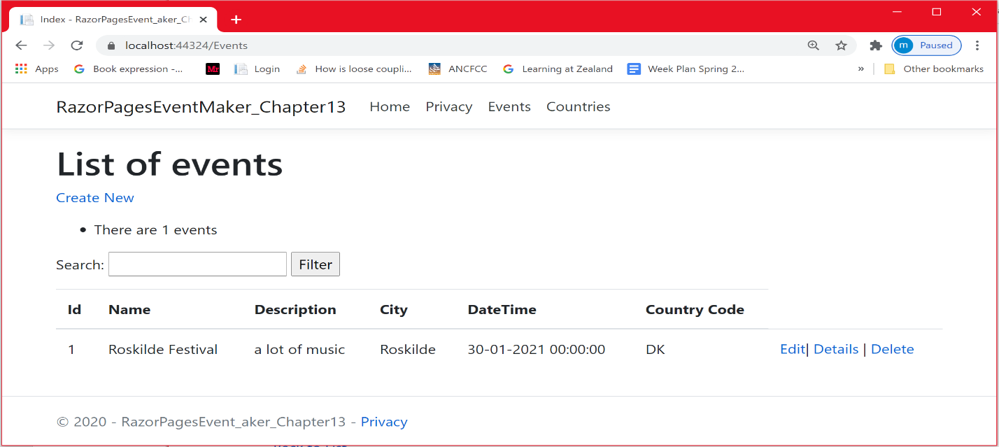 Index - RazorPagesEvent_aker_Ch
localhost:44324/Events
m Paused
Apps Book expression -... Mr Login How is loose coupli... ANCFCC Learning at Zealand Week Plan Spring 2... » Other bookmarks
RazorPagesEventMaker_Chapter13 Home Privacy Events Countries
List of events
Create New
• There are 1 events
Search: Filter
Id Name Description City DateTime Country Code
1 Roskilde Festival a lot of music Roskilde 30-01-2021 00:00:00 DK Edit| Details | Delete
© 2020 - RazorPagesEvent_aker_Chapter13 - Privacy